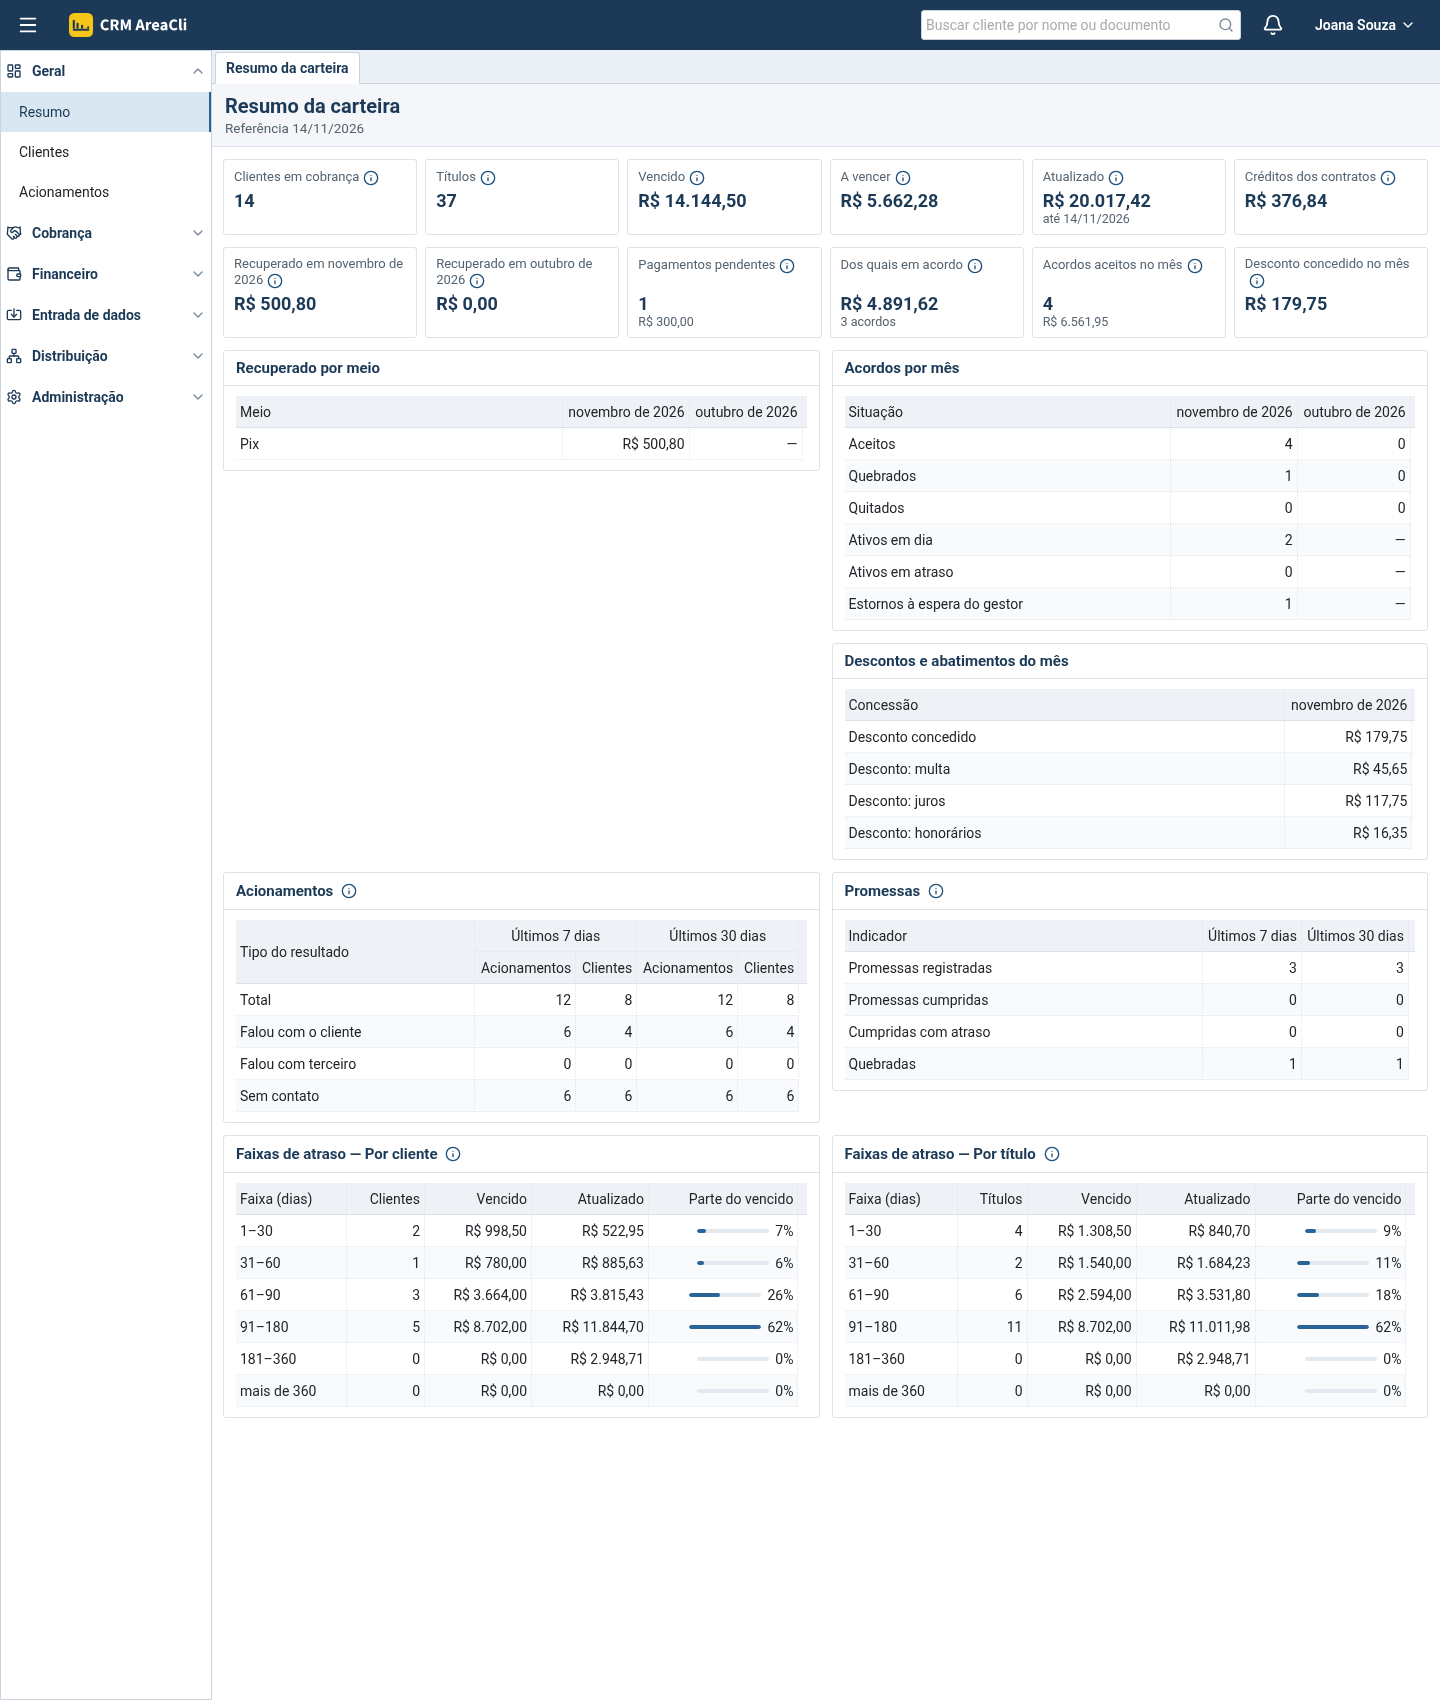 CRM AreaCli
Buscar cliente por nome ou documento
Joana Souza
Geral
Resumo
Clientes
Acionamentos
Cobrança
Financeiro
Entrada de dados
Distribuição
Administração
Resumo da carteira
Resumo da carteira
Referência 14/11/2026
Clientes em cobrança
14
Títulos
37
Vencido
R$ 14.144,50
A vencer
R$ 5.662,28
Atualizado
R$ 20.017,42
até 14/11/2026
Créditos dos contratos
R$ 376,84
Recuperado em novembro de
2026
R$ 500,80
Recuperado em outubro de
2026
R$ 0,00
Pagamentos pendentes
1
R$ 300,00
Dos quais em acordo
R$ 4.891,62
3 acordos
Acordos aceitos no mês
4
R$ 6.561,95
Desconto concedido no mês
R$ 179,75
Recuperado por meio
Meio novembro de 2026 outubro de 2026
Pix R$ 500,80 —
Acordos por mês
Situação novembro de 2026 outubro de 2026
Aceitos 4 0
Quebrados 1 0
Quitados 0 0
Ativos em dia 2 —
Ativos em atraso 0 —
Estornos à espera do gestor 1 —
Descontos e abatimentos do mês
Concessão novembro de 2026
Desconto concedido R$ 179,75
Desconto: multa R$ 45,65
Desconto: juros R$ 117,75
Desconto: honorários R$ 16,35
Acionamentos
Tipo do resultado Últimos 7 dias Últimos 30 dias
Acionamentos Clientes Acionamentos Clientes
Total 12 8 12 8
Falou com o cliente 6 4 6 4
Falou com terceiro 0 0 0 0
Sem contato 6 6 6 6
Promessas
Indicador Últimos 7 dias Últimos 30 dias
Promessas registradas 3 3
Promessas cumpridas 0 0
Cumpridas com atraso 0 0
Quebradas 1 1
Faixas de atraso — Por cliente
Faixa (dias) Clientes Vencido Atualizado Parte do vencido
1–30 2 R$ 998,50 R$ 522,95 7%
31–60 1 R$ 780,00 R$ 885,63 6%
61–90 3 R$ 3.664,00 R$ 3.815,43 26%
91–180 5 R$ 8.702,00 R$ 11.844,70 62%
181–360 0 R$ 0,00 R$ 2.948,71 0%
mais de 360 0 R$ 0,00 R$ 0,00 0%
Faixas de atraso — Por título
Faixa (dias) Títulos Vencido Atualizado Parte do vencido
1–30 4 R$ 1.308,50 R$ 840,70 9%
31–60 2 R$ 1.540,00 R$ 1.684,23 11%
61–90 6 R$ 2.594,00 R$ 3.531,80 18%
91–180 11 R$ 8.702,00 R$ 11.011,98 62%
181–360 0 R$ 0,00 R$ 2.948,71 0%
mais de 360 0 R$ 0,00 R$ 0,00 0%